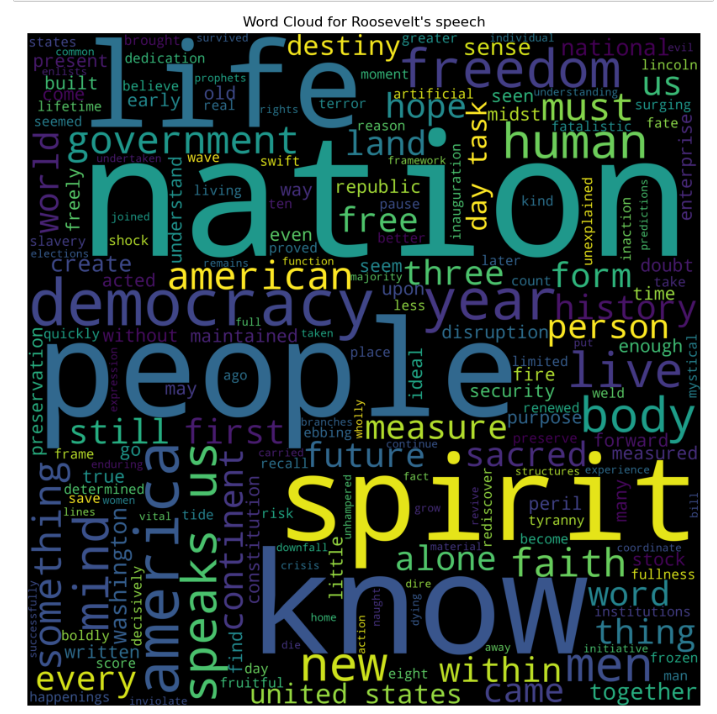 Word Cloud for Roosevelt's speech
states common brought survived individual greater
enlists dedication destiny sense national evil
present life prophets moment freedom lincoln
built believe artificial understanding us
come early old hope seen surging
lifetime real terror midst must
seemed rights reason fatalistic fate
world government land human
undertaken wave swift framework day task enterprise
freely nation
understand living way republic inauguration kind unexplained inaction predictions
joined ten pause free
slavery shock even proved better
elections remains function seem majority later doubt
create american three form take
acted upon count time
democracy full less year history
quickly without maintained taken disruption person
preservation people ago place ideal limited put enough mystical
expression may security fire live
branches purpose renewed weld
still first wholly measure body
go continue preserve forward
frame carried recall future sacred measured
something enduring true america speaks us fact structures experience
determined save women continent spirit many bill
lines vital tide risk constitution unhampered grow revive rediscover peril tyranny
mind washington decisively downfall little material become coordinate
crisis alone faith stock fullness
successfully boldly know dire word
written find home naught action dying thing institutions
score day die away initiative frozen
every fruitful new eight within men man
happenings inviolate united states came together